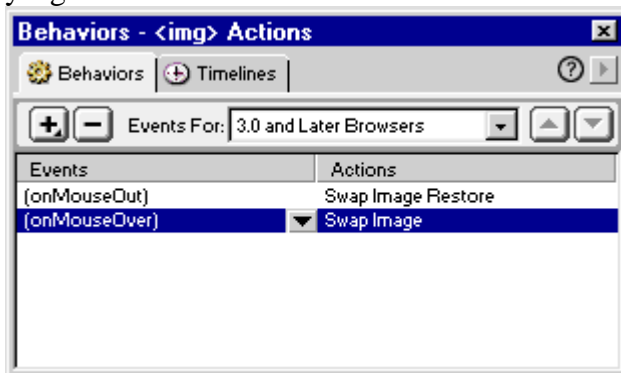 Behaviors - <img> Actions
Behaviors Timelines
Events For: 3.0 and Later Browsers
Events Actions
(onMouseOut) Swap Image Restore
(onMouseOver) Swap Image